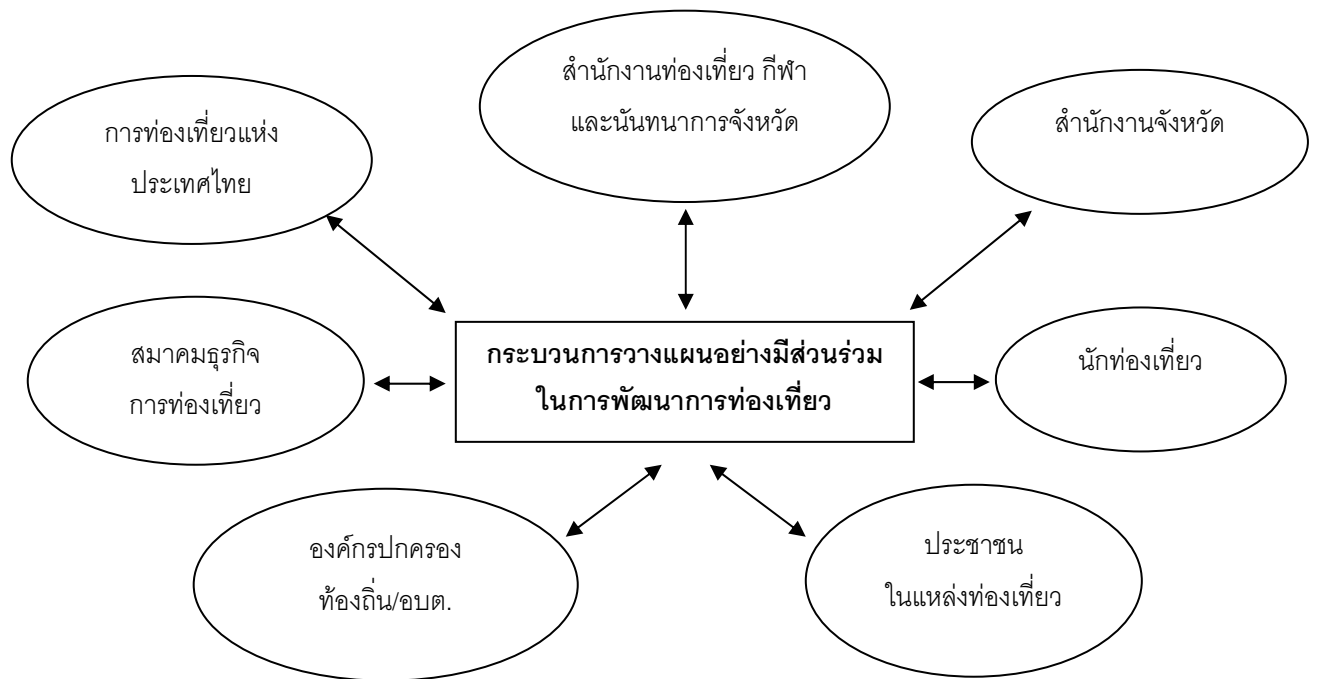 สำนักงานท่องเที่ยว กีฬา
และนันทนาการจังหวัด
การท่องเที่ยวแห่ง
ประเทศไทย
สำนักงานจังหวัด
สมาคมธุรกิจ
การท่องเที่ยว
กระบวนการวางแผนอย่างมีส่วนร่วม
ในการพัฒนาการท่องเที่ยว
นักท่องเที่ยว
องค์กรปกครอง
ท้องถิ่น/อบต.
ประชาชน
ในแหล่งท่องเที่ยว